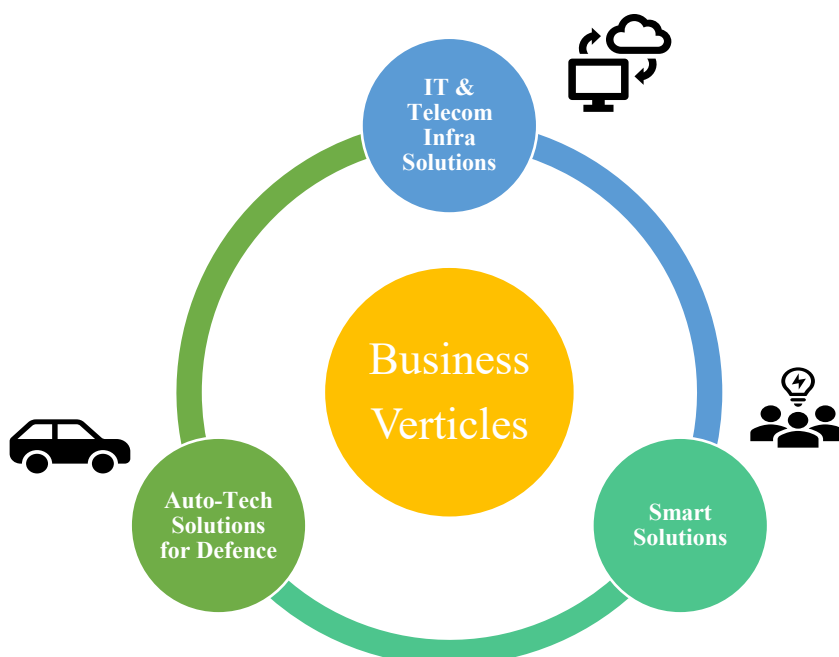 IT &
Telecom
Infra
Solutions
Business
Verticles
Auto-Tech
Solutions
for Defence
Smart
Solutions